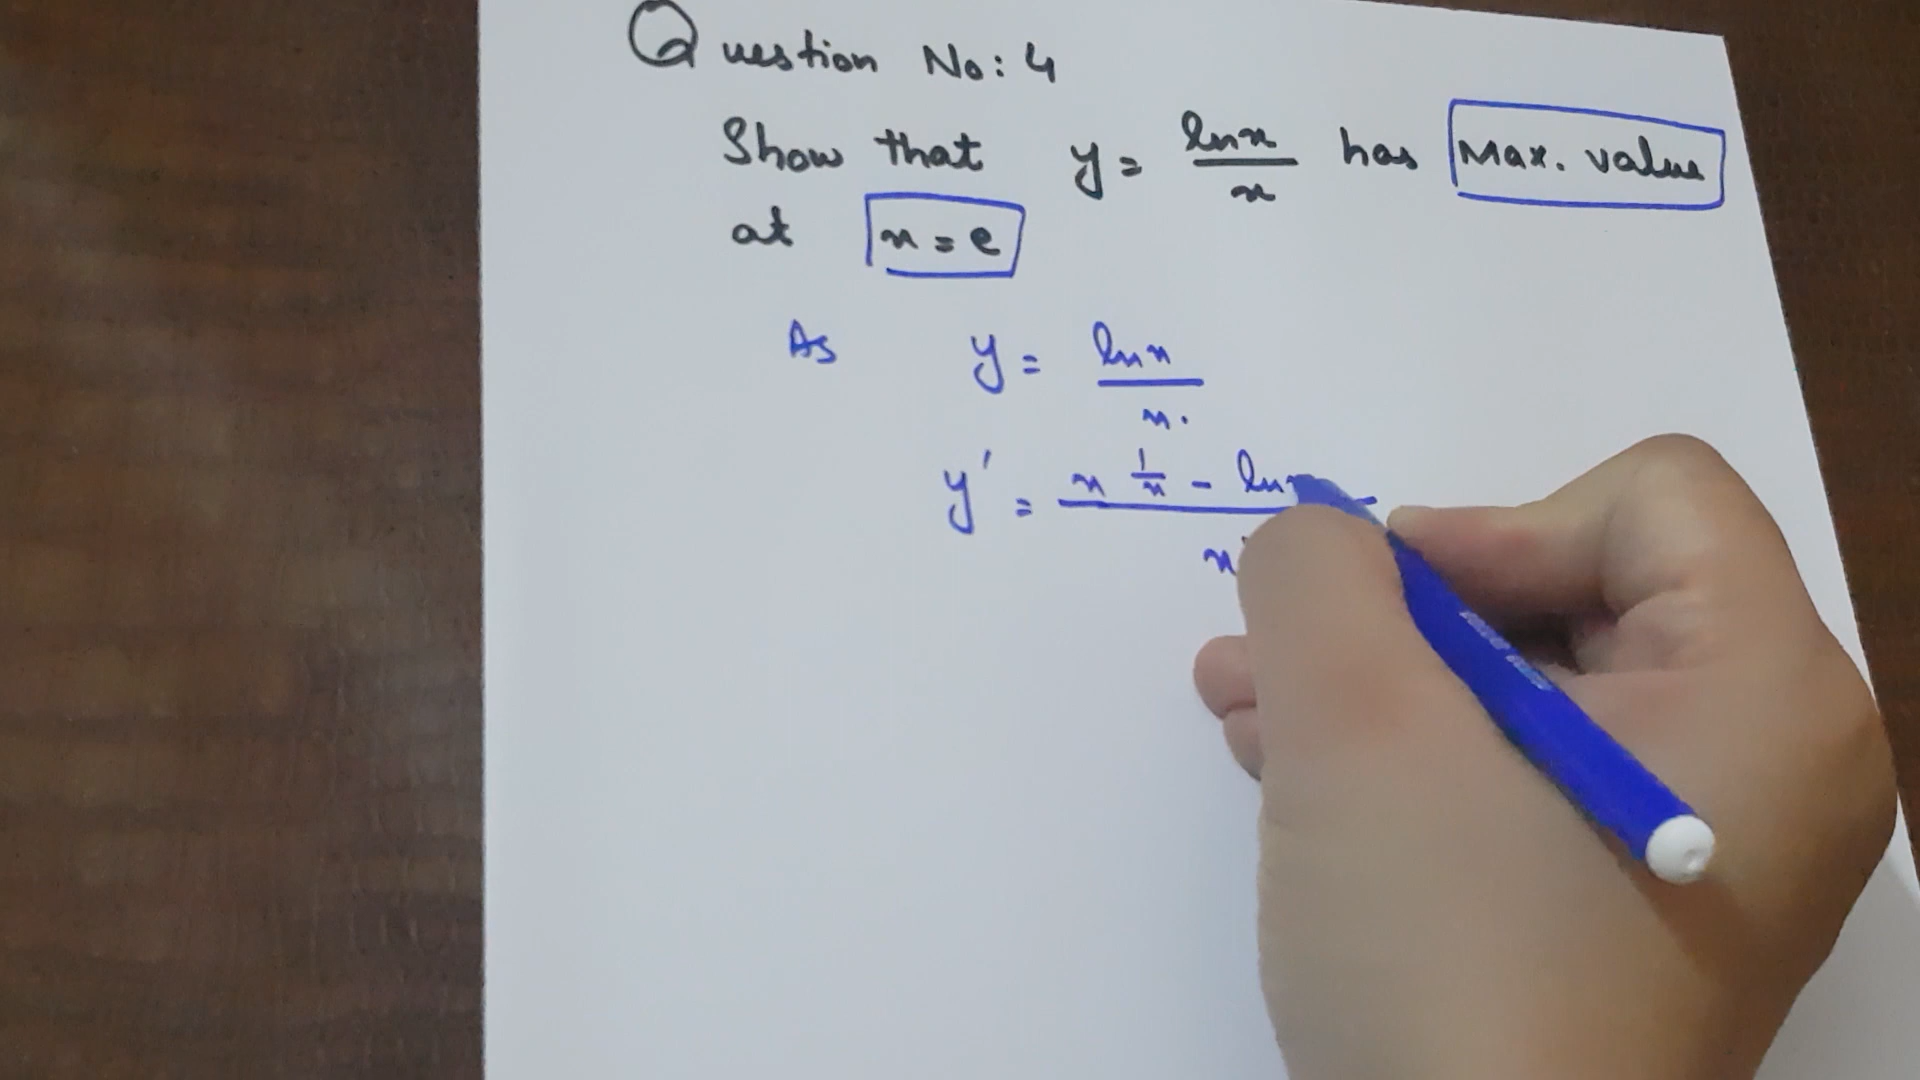 Question No: 4
Show that y = ln x / x has Max. value
at x = e
As y = ln x / x.
y' = x 1/x - ln x / x